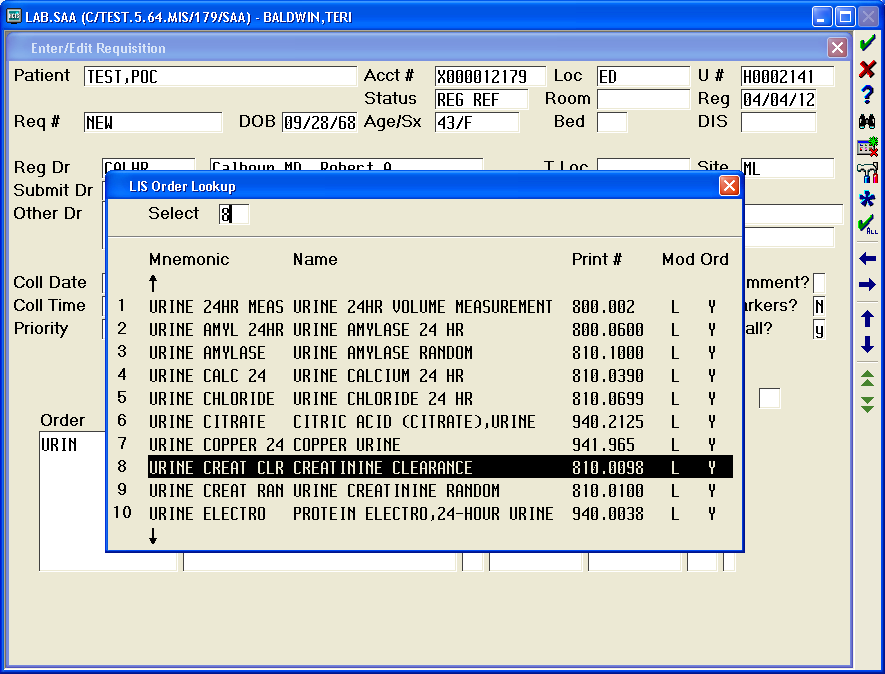 LAB.SAA (C/TEST.5.64.MIS/179/SAA) - BALDWIN,TERI
Enter/Edit Requisition
Patient TEST,POC Acct # X000012179 Loc ED U # H0002141
Status REG REF Room Reg 04/04/12
Req # NEW DOB 09/28/68 Age/Sx 43/F Bed DIS
Reg Dr CALHR Calhoun MD, Robert A T Loc Site ML
LIS Order Lookup
Submit Dr
Other Dr
Select 8
Mnemonic Name Print # Mod Ord
Coll Date mment?
1 URINE 24HR MEAS URINE 24HR VOLUME MEASUREMENT 800.002 L Y
Coll Time rkers? N
2 URINE AMYL 24HR URINE AMYLASE 24 HR 800.0600 L Y
Priority all? y
3 URINE AMYLASE URINE AMYLASE RANDOM 810.1000 L Y
4 URINE CALC 24 URINE CALCIUM 24 HR 810.0390 L Y
5 URINE CHLORIDE URINE CHLORIDE 24 HR 810.0699 L Y
6 URINE CITRATE CITRIC ACID (CITRATE),URINE 940.2125 L Y
Order
7 URINE COPPER 24 COPPER URINE 941.965 L Y
URIN
8 URINE CREAT CLR CREATININE CLEARANCE 810.0098 L Y
9 URINE CREAT RAN URINE CREATININE RANDOM 810.0100 L Y
10 URINE ELECTRO PROTEIN ELECTRO,24-HOUR URINE 940.0038 L Y
ALL